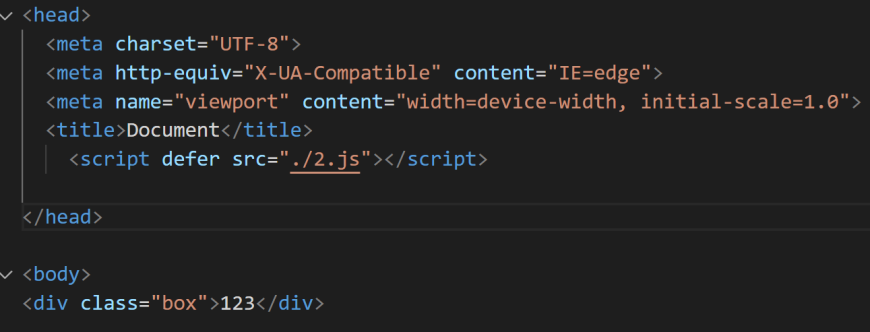 <head>
<meta charset="UTF-8">
<meta http-equiv="X-UA-Compatible" content="IE=edge">
<meta name="viewport" content="width=device-width, initial-scale=1.0">
<title>Document</title>
<script defer src="./2.js"></script>
</head>
<body>
<div class="box">123</div>